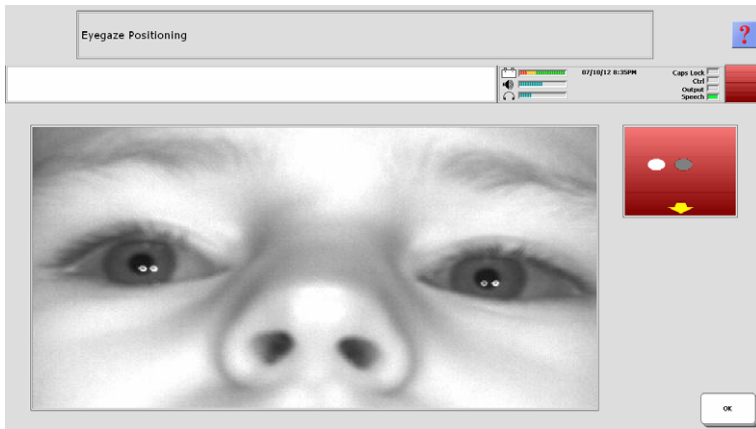 Eyegaze Positioning
?
07/10/12 8:35PM
Caps Lock
Ctrl
Output
Speech
OK